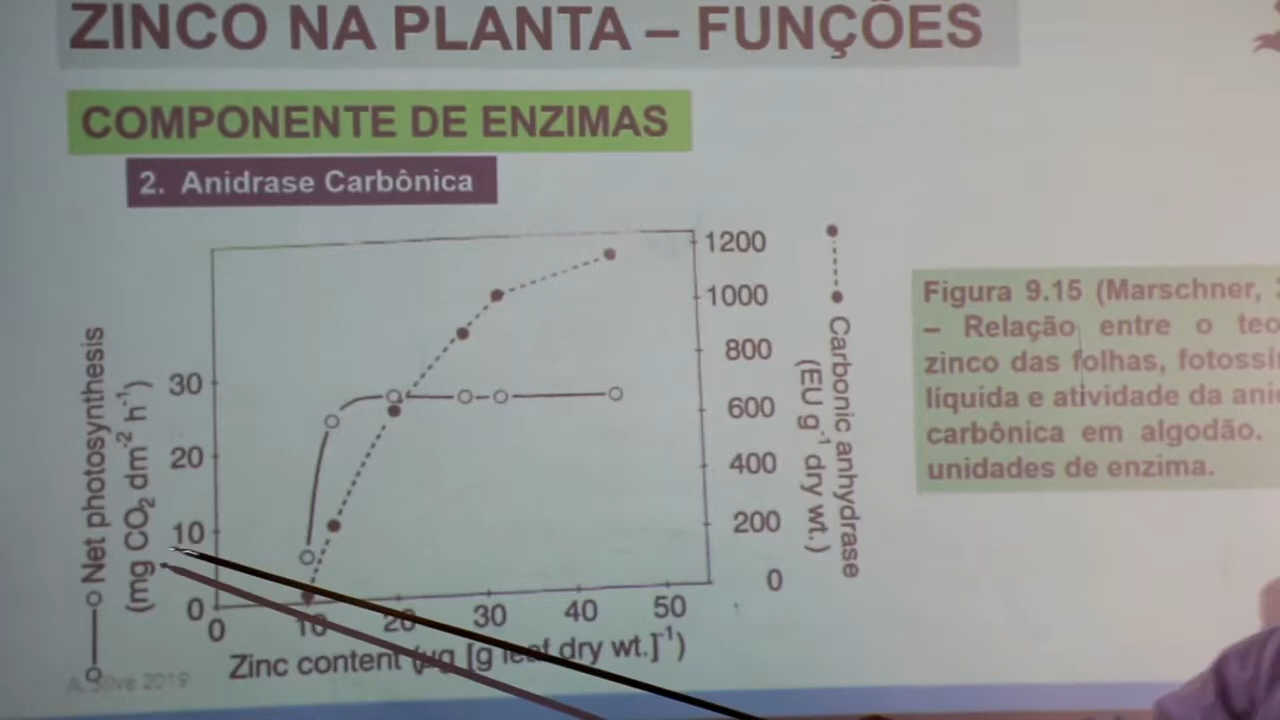 ZINCO NA PLANTA – FUNÇÕES
COMPONENTE DE ENZIMAS
2. Anidrase Carbônica
1200
1000
800
600
400
200
0
30
20
10
0
0 10 20 30 40 50
Net photosynthesis
(mg CO₂ dm⁻² h⁻¹)
Carbonic anhydrase
(EU g⁻¹ dry wt.)
Zinc content (µg [g leaf dry wt.]⁻¹)
Figura 9.15 (Marschner,
– Relação entre o
zinco das folhas,
líquida e atividade da
carbônica em algodão.
unidades de enzima.
2019